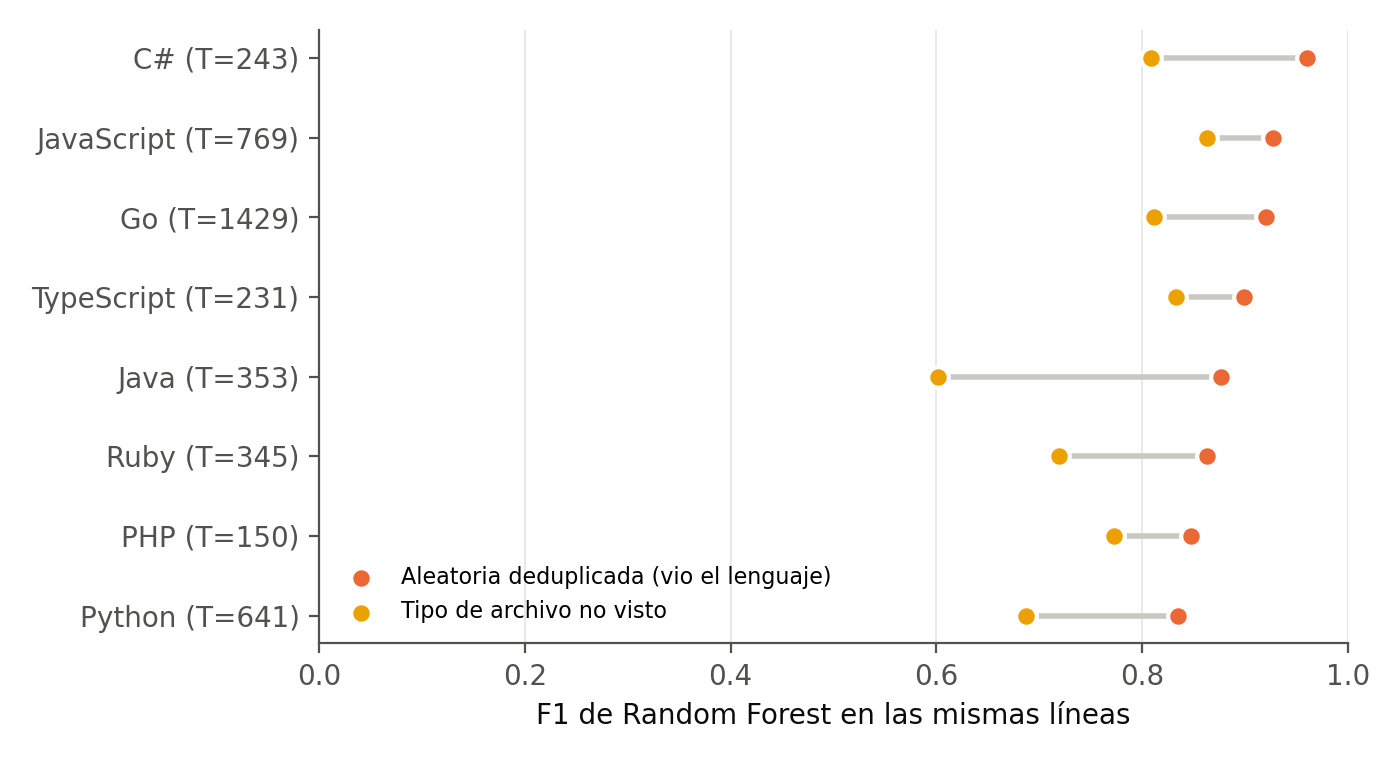 C# (T=243)
JavaScript (T=769)
Go (T=1429)
TypeScript (T=231)
Java (T=353)
Ruby (T=345)
PHP (T=150)
Python (T=641)
Aleatoria deduplicada (vio el lenguaje)
Tipo de archivo no visto
0.0 0.2 0.4 0.6 0.8 1.0
F1 de Random Forest en las mismas líneas